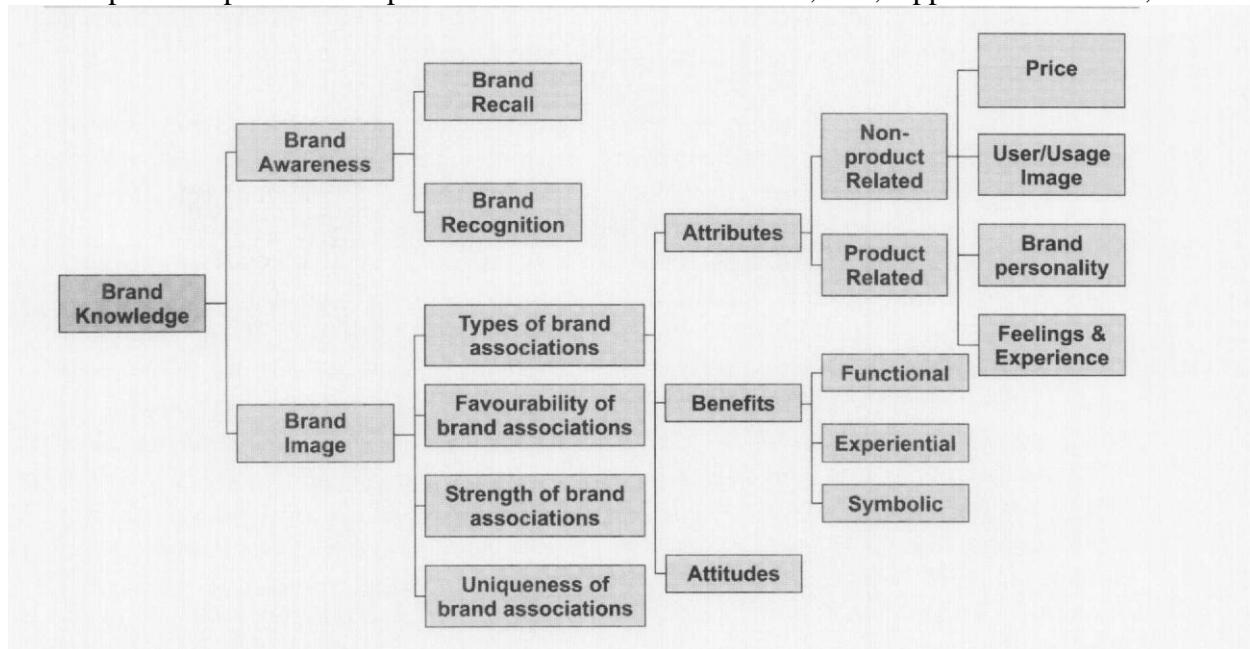 Brand
Knowledge
Brand
Awareness
Brand
Image
Brand
Recall
Brand
Recognition
Types of brand
associations
Favourability of
brand associations
Strength of brand
associations
Uniqueness of
brand associations
Attributes
Benefits
Attitudes
Non-
product
Related
Product
Related
Functional
Experiential
Symbolic
Price
User/Usage
Image
Brand
personality
Feelings &
Experience